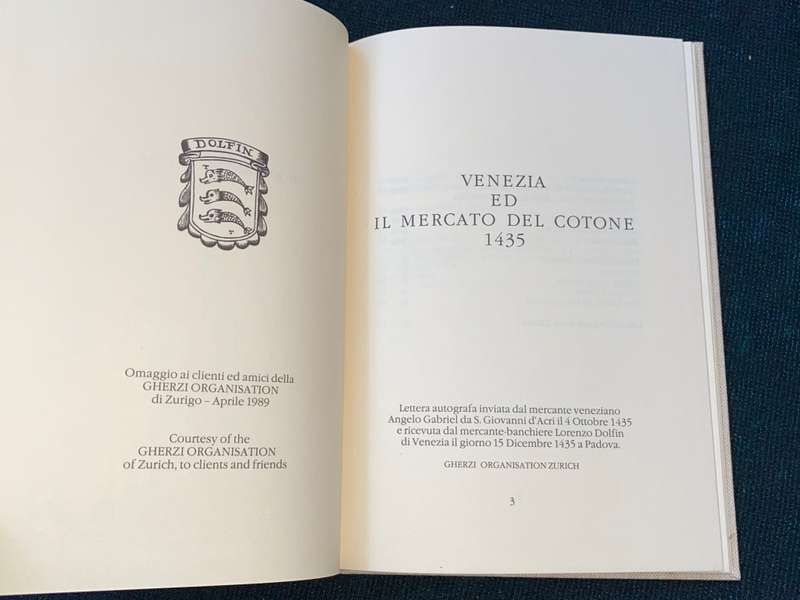 DOLFIN
Omaggio ai clienti ed amici della
GHERZI ORGANISATION
di Zurigo – Aprile 1989
Courtesy of the
GHERZI ORGANISATION
of Zurich, to clients and friends
VENEZIA
ED
IL MERCATO DEL COTONE
1435
Lettera autografa inviata dal mercante veneziano
Angelo Gabriel da S. Giovanni d'Acri il 4 Ottobre 1435
e ricevuta dal mercante-banchiere Lorenzo Dolfin
di Venezia il giorno 15 Dicembre 1435 a Padova.
GHERZI ORGANISATION ZURICH
3